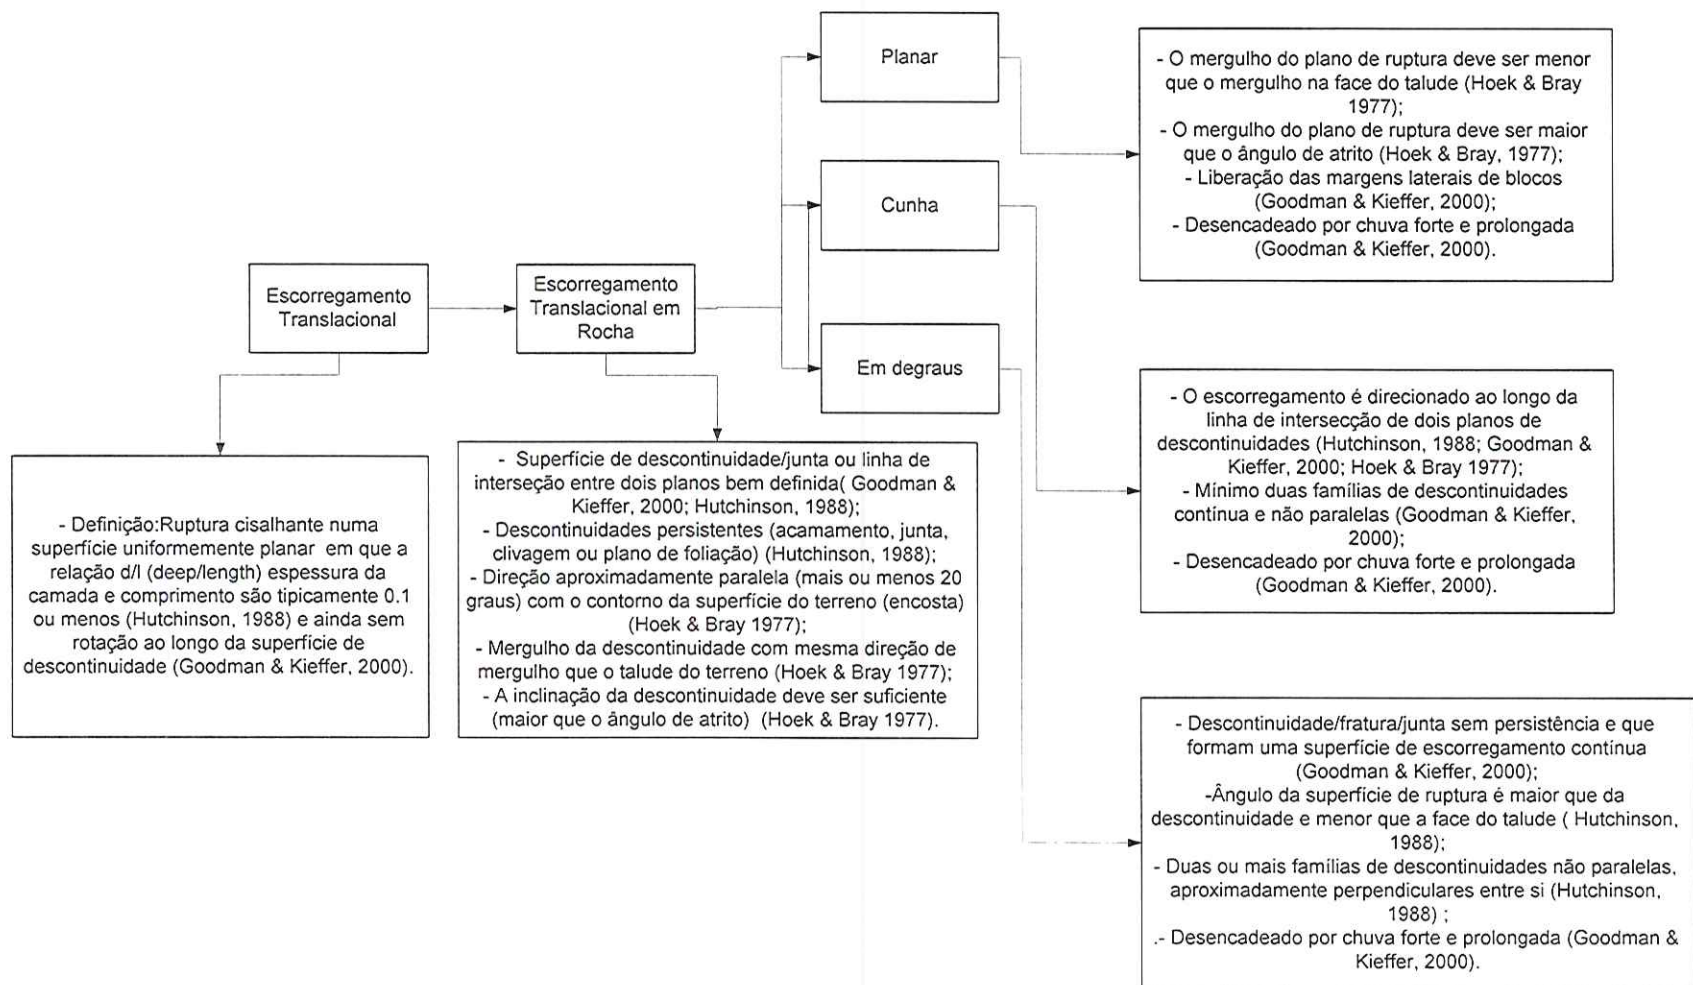 Planar
- O mergulho do plano de ruptura deve ser menor
que o mergulho na face do talude (Hoek & Bray
1977);
- O mergulho do plano de ruptura deve ser maior
que o ângulo de atrito (Hoek & Bray, 1977);
- Liberação das margens laterais de blocos
(Goodman & Kieffer, 2000);
- Desencadeado por chuva forte e prolongada
(Goodman & Kieffer, 2000).
Cunha
Escorregamento
Translacional
Escorregamento
Translacional em
Rocha
Em degraus
- O escorregamento é direcionado ao longo da
linha de intersecção de dois planos de
descontinuidades (Hutchinson, 1988; Goodman &
Kieffer, 2000; Hoek & Bray 1977);
- Mínimo duas famílias de descontinuidades
contínua e não paralelas (Goodman & Kieffer,
2000);
- Desencadeado por chuva forte e prolongada
(Goodman & Kieffer, 2000).
- Definição:Ruptura cisalhante numa
superfície uniformemente planar em que a
relação d/l (deep/length) espessura da
camada e comprimento são tipicamente 0.1
ou menos (Hutchinson, 1988) e ainda sem
rotação ao longo da superfície de
descontinuidade (Goodman & Kieffer, 2000).
- Superfície de descontinuidade/junta ou linha de
interseção entre dois planos bem definida( Goodman &
Kieffer, 2000; Hutchinson, 1988);
- Descontinuidades persistentes (acamamento, junta,
clivagem ou plano de foliação) (Hutchinson, 1988);
- Direção aproximadamente paralela (mais ou menos 20
graus) com o contorno da superfície do terreno (encosta)
(Hoek & Bray 1977);
- Mergulho da descontinuidade com mesma direção de
mergulho que o talude do terreno (Hoek & Bray 1977);
- A inclinação da descontinuidade deve ser suficiente
(maior que o ângulo de atrito) (Hoek & Bray 1977).
- Descontinuidade/fratura/junta sem persistência e que
formam uma superfície de escorregamento contínua
(Goodman & Kieffer, 2000);
-Ângulo da superfície de ruptura é maior que da
descontinuidade e menor que a face do talude ( Hutchinson,
1988);
- Duas ou mais famílias de descontinuidades não paralelas,
aproximadamente perpendiculares entre si (Hutchinson,
1988) ;
.- Desencadeado por chuva forte e prolongada (Goodman &
Kieffer, 2000).